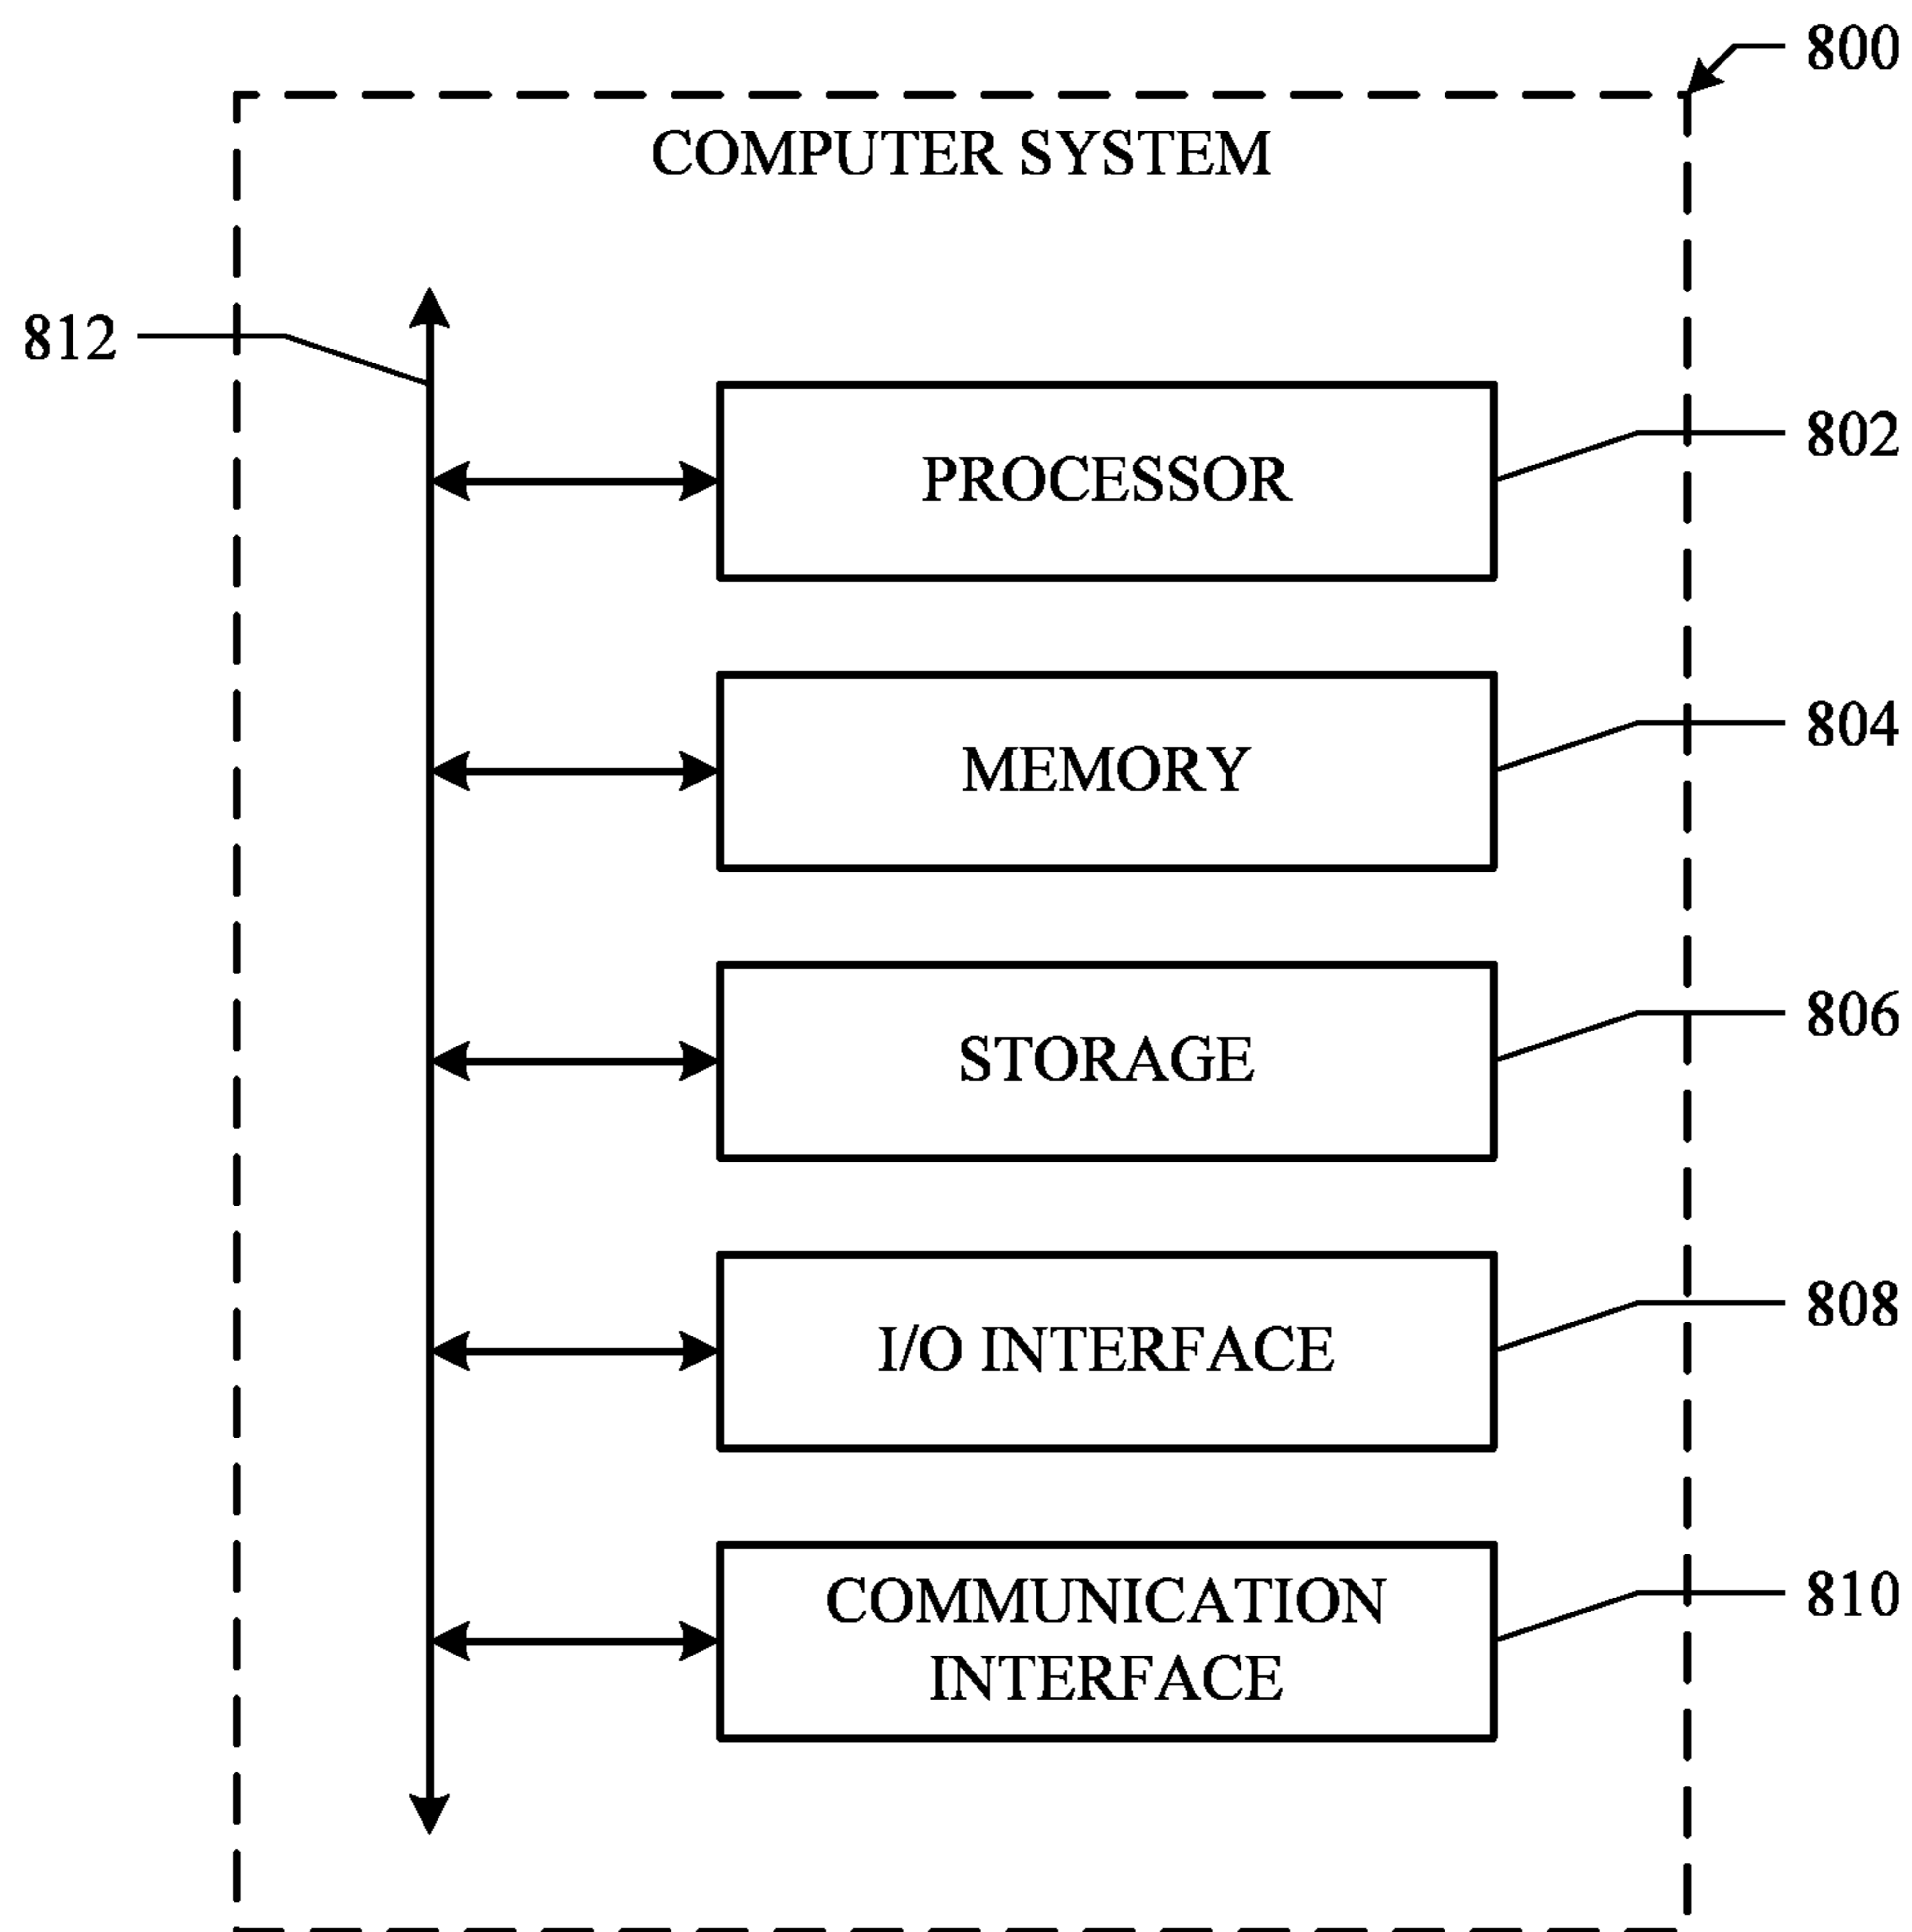 800
COMPUTER SYSTEM
812
PROCESSOR
802
MEMORY
804
STORAGE
806
I/O INTERFACE
808
COMMUNICATION
INTERFACE
810